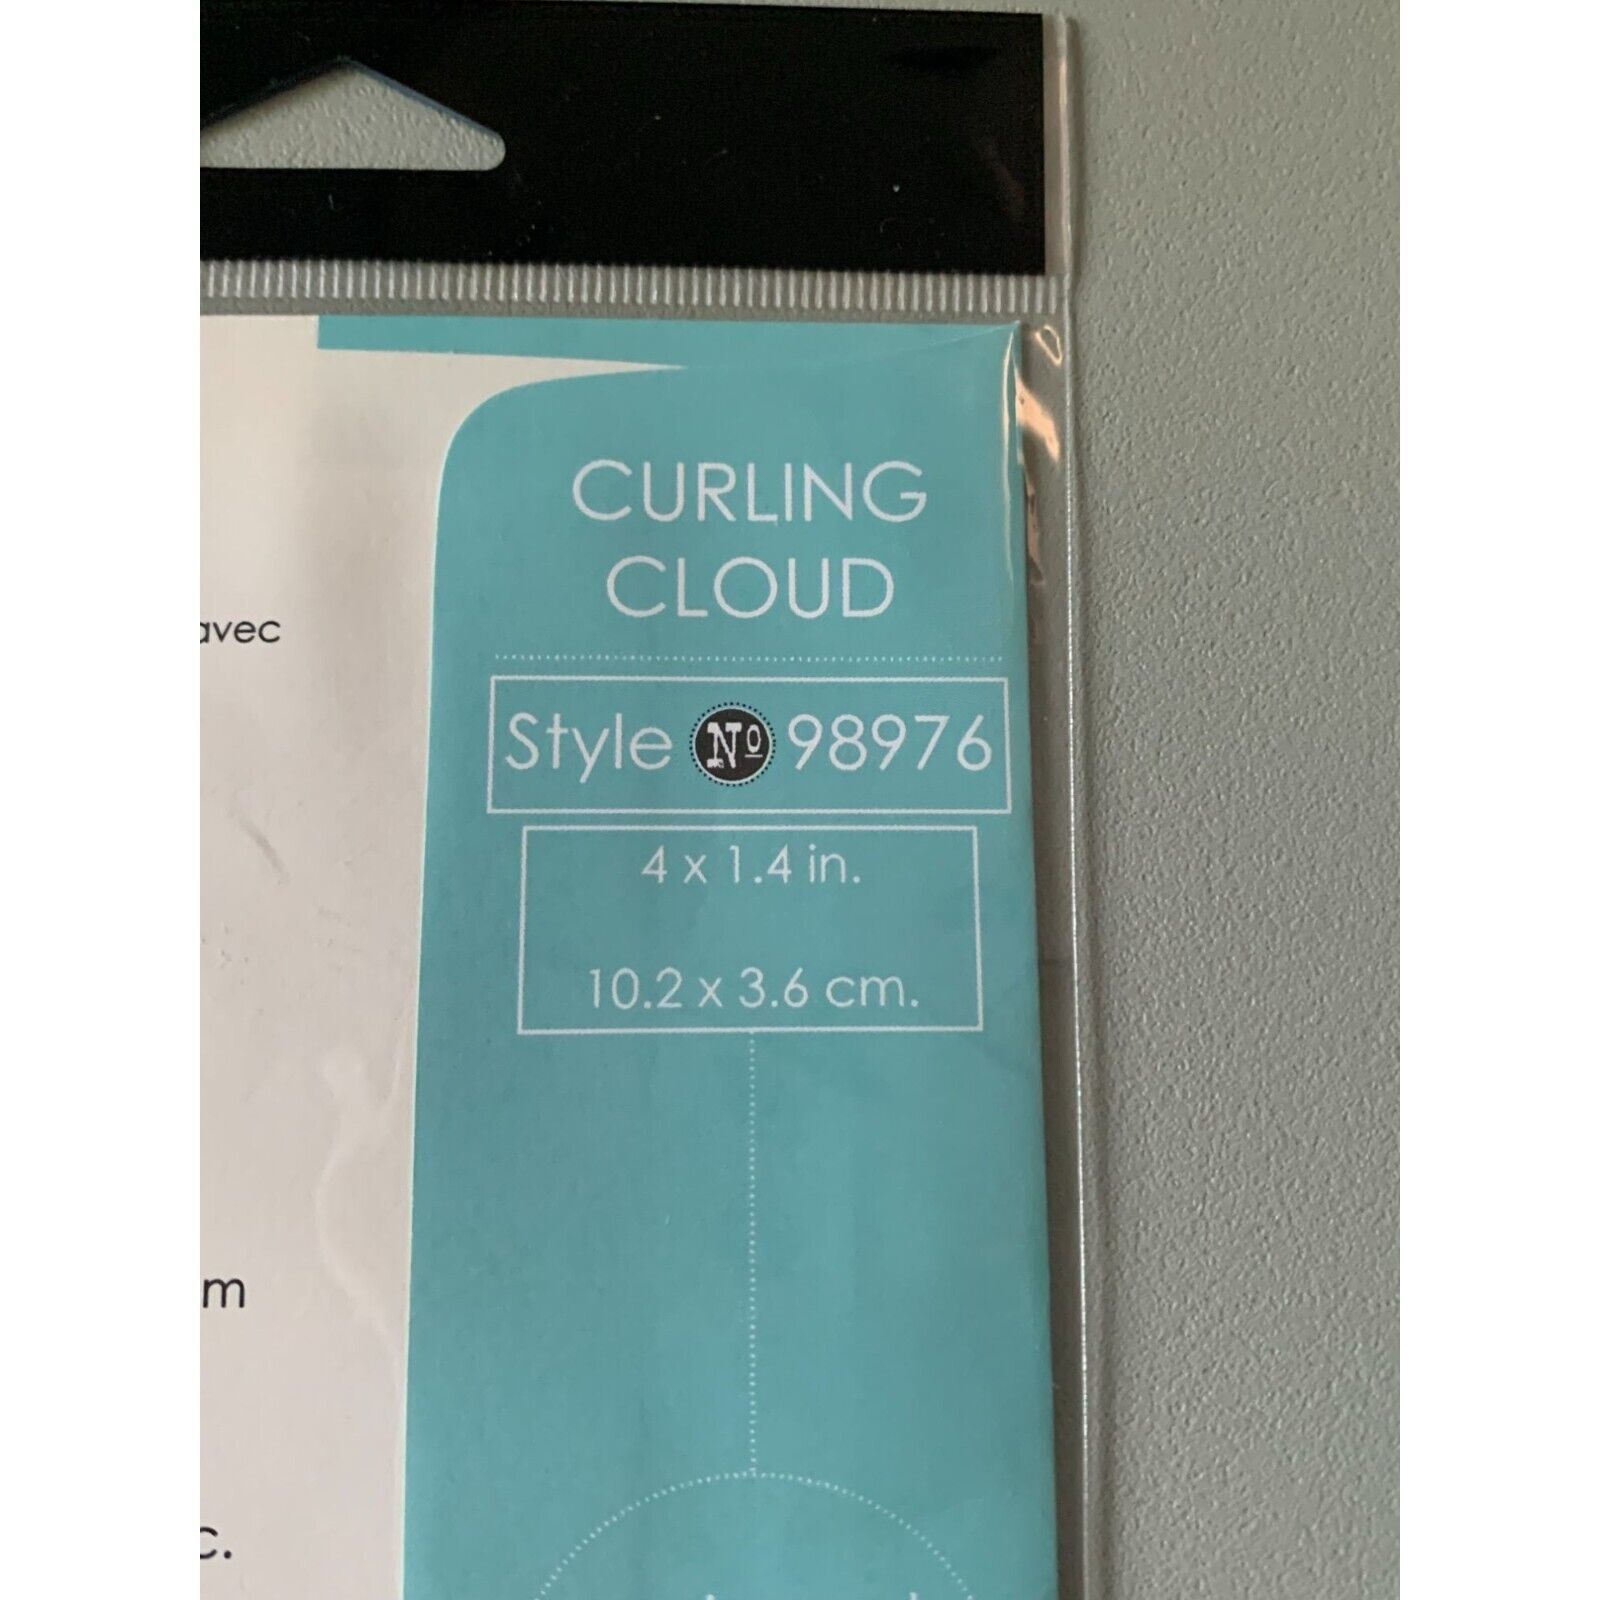 CURLING
CLOUD
avec
Style No 98976
4 x 1.4 in.
10.2 x 3.6 cm.
m
c.